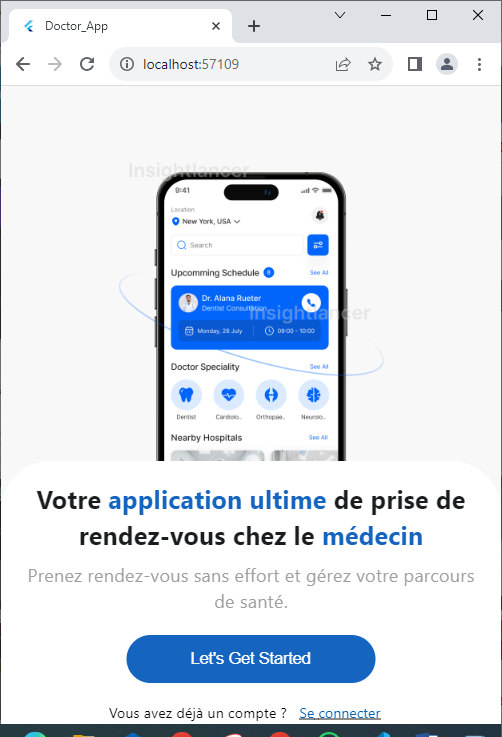 Doctor_App
localhost:57109
Insightlancer
9:41
Location
New York, USA
Search
Upcomming Schedule 8 See All
Dr. Alana Rueter
Dentist Consultation
Insightlancer
Monday, 26 July 09:00 - 10:00
Doctor Speciality See All
Dentist Cardiolo.. Orthopae.. Neurolo..
Nearby Hospitals See All
Votre application ultime de prise de
rendez-vous chez le médecin
Prenez rendez-vous sans effort et gérez votre parcours
de santé.
Let's Get Started
Vous avez déjà un compte ? Se connecter